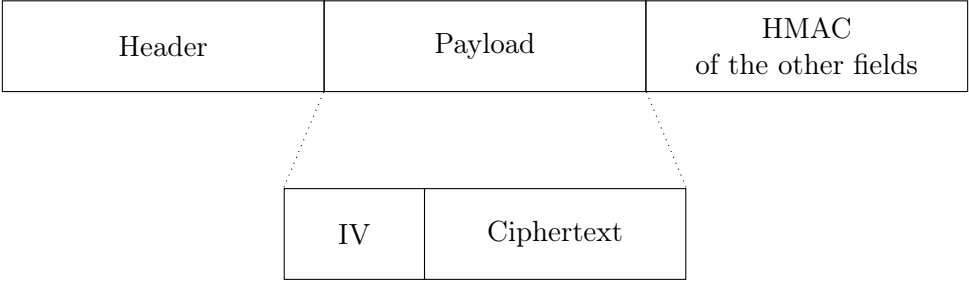 Header
Payload
HMAC
of the other fields
IV
Ciphertext